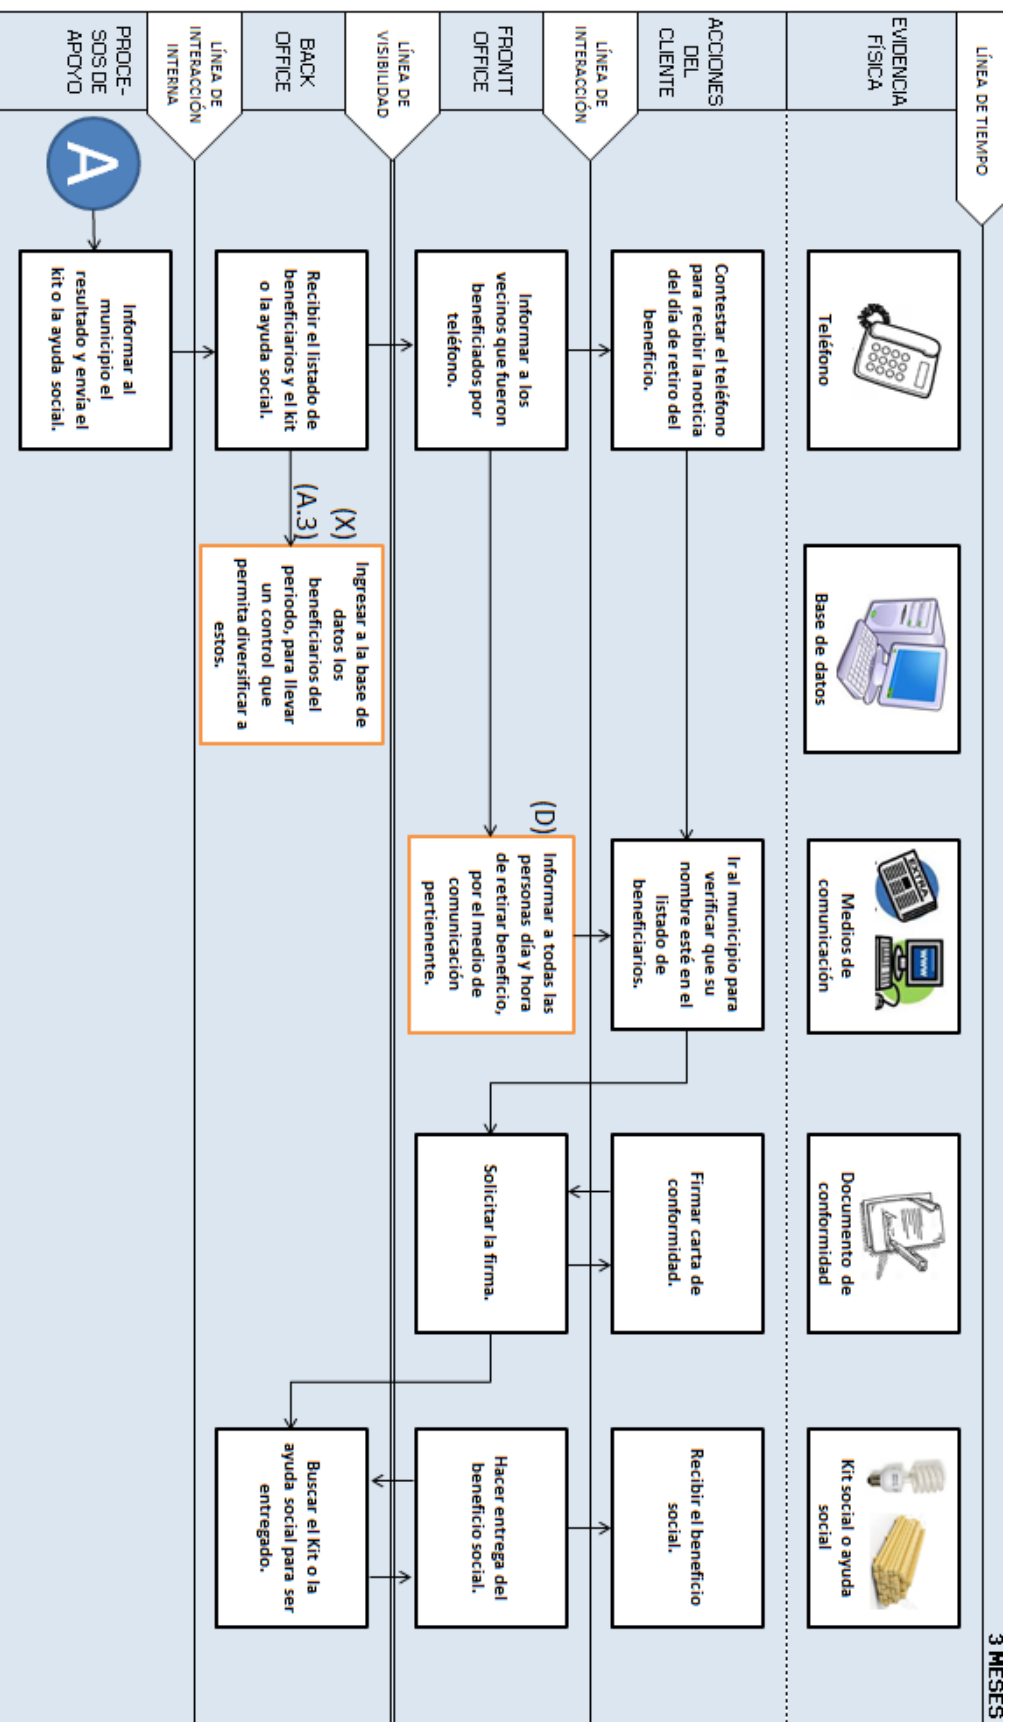 LÍNEA DE TIEMPO
3 MESES
EVIDENCIA
FÍSICA
Teléfono
Base de datos
EXTRA
WWW
Medios de
comunicación
Documento de
conformidad
Kit social o ayuda
social
ACCIONES
DEL
CLIENTE
Contestar el teléfono
para recibir la noticia
del día de retiro del
beneficio.
Ir al municipio para
verificar que su
nombre esté en el
listado de
beneficiarios.
Firmar carta de
conformidad.
Recibir el beneficio
social.
LÍNEA DE
INTERACCIÓN
FRONTT
OFFICE
Informar a los
vecinos que fueron
beneficiados por
teléfono.
(D)
Informar a todas las
personas día y hora
de retirar beneficio,
por el medio de
comunicación
pertienente.
Solicitar la firma.
Hacer entrega del
beneficio social.
LÍNEA DE
VISIBILIDAD
BACK
OFFICE
Recibir el listado de
beneficiarios y el kit
o la ayuda social.
(X)
(A.3)
Ingresar a la base de
datos los
beneficiarios del
periodo, para llevar
un control que
permita diversificar a
estos.
Buscar el Kit o la
ayuda social para ser
entregado.
LÍNEA DE
INTERACCIÓN
INTERNA
PROCE-
SOS DE
APOYO
A
Informar al
municipio el
resultado y envía el
kit o la ayuda social.